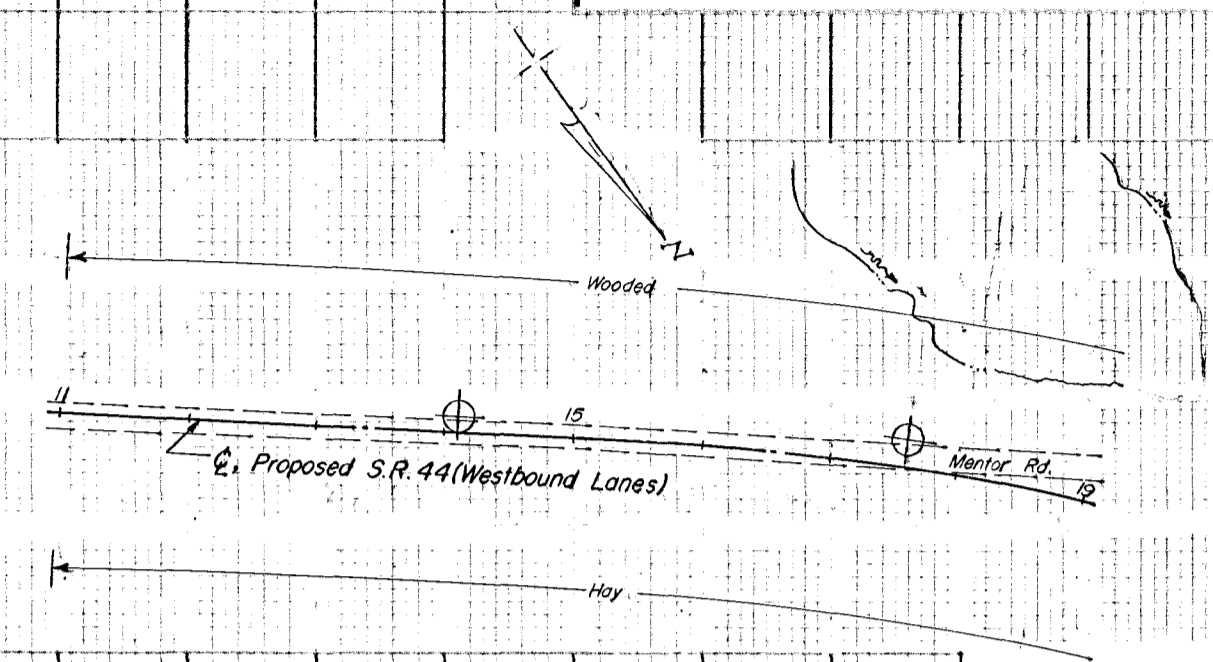 N
Wooded
11
15
℄, Proposed S.R. 44 (Westbound Lanes)
Mentor Rd.
19
Hay